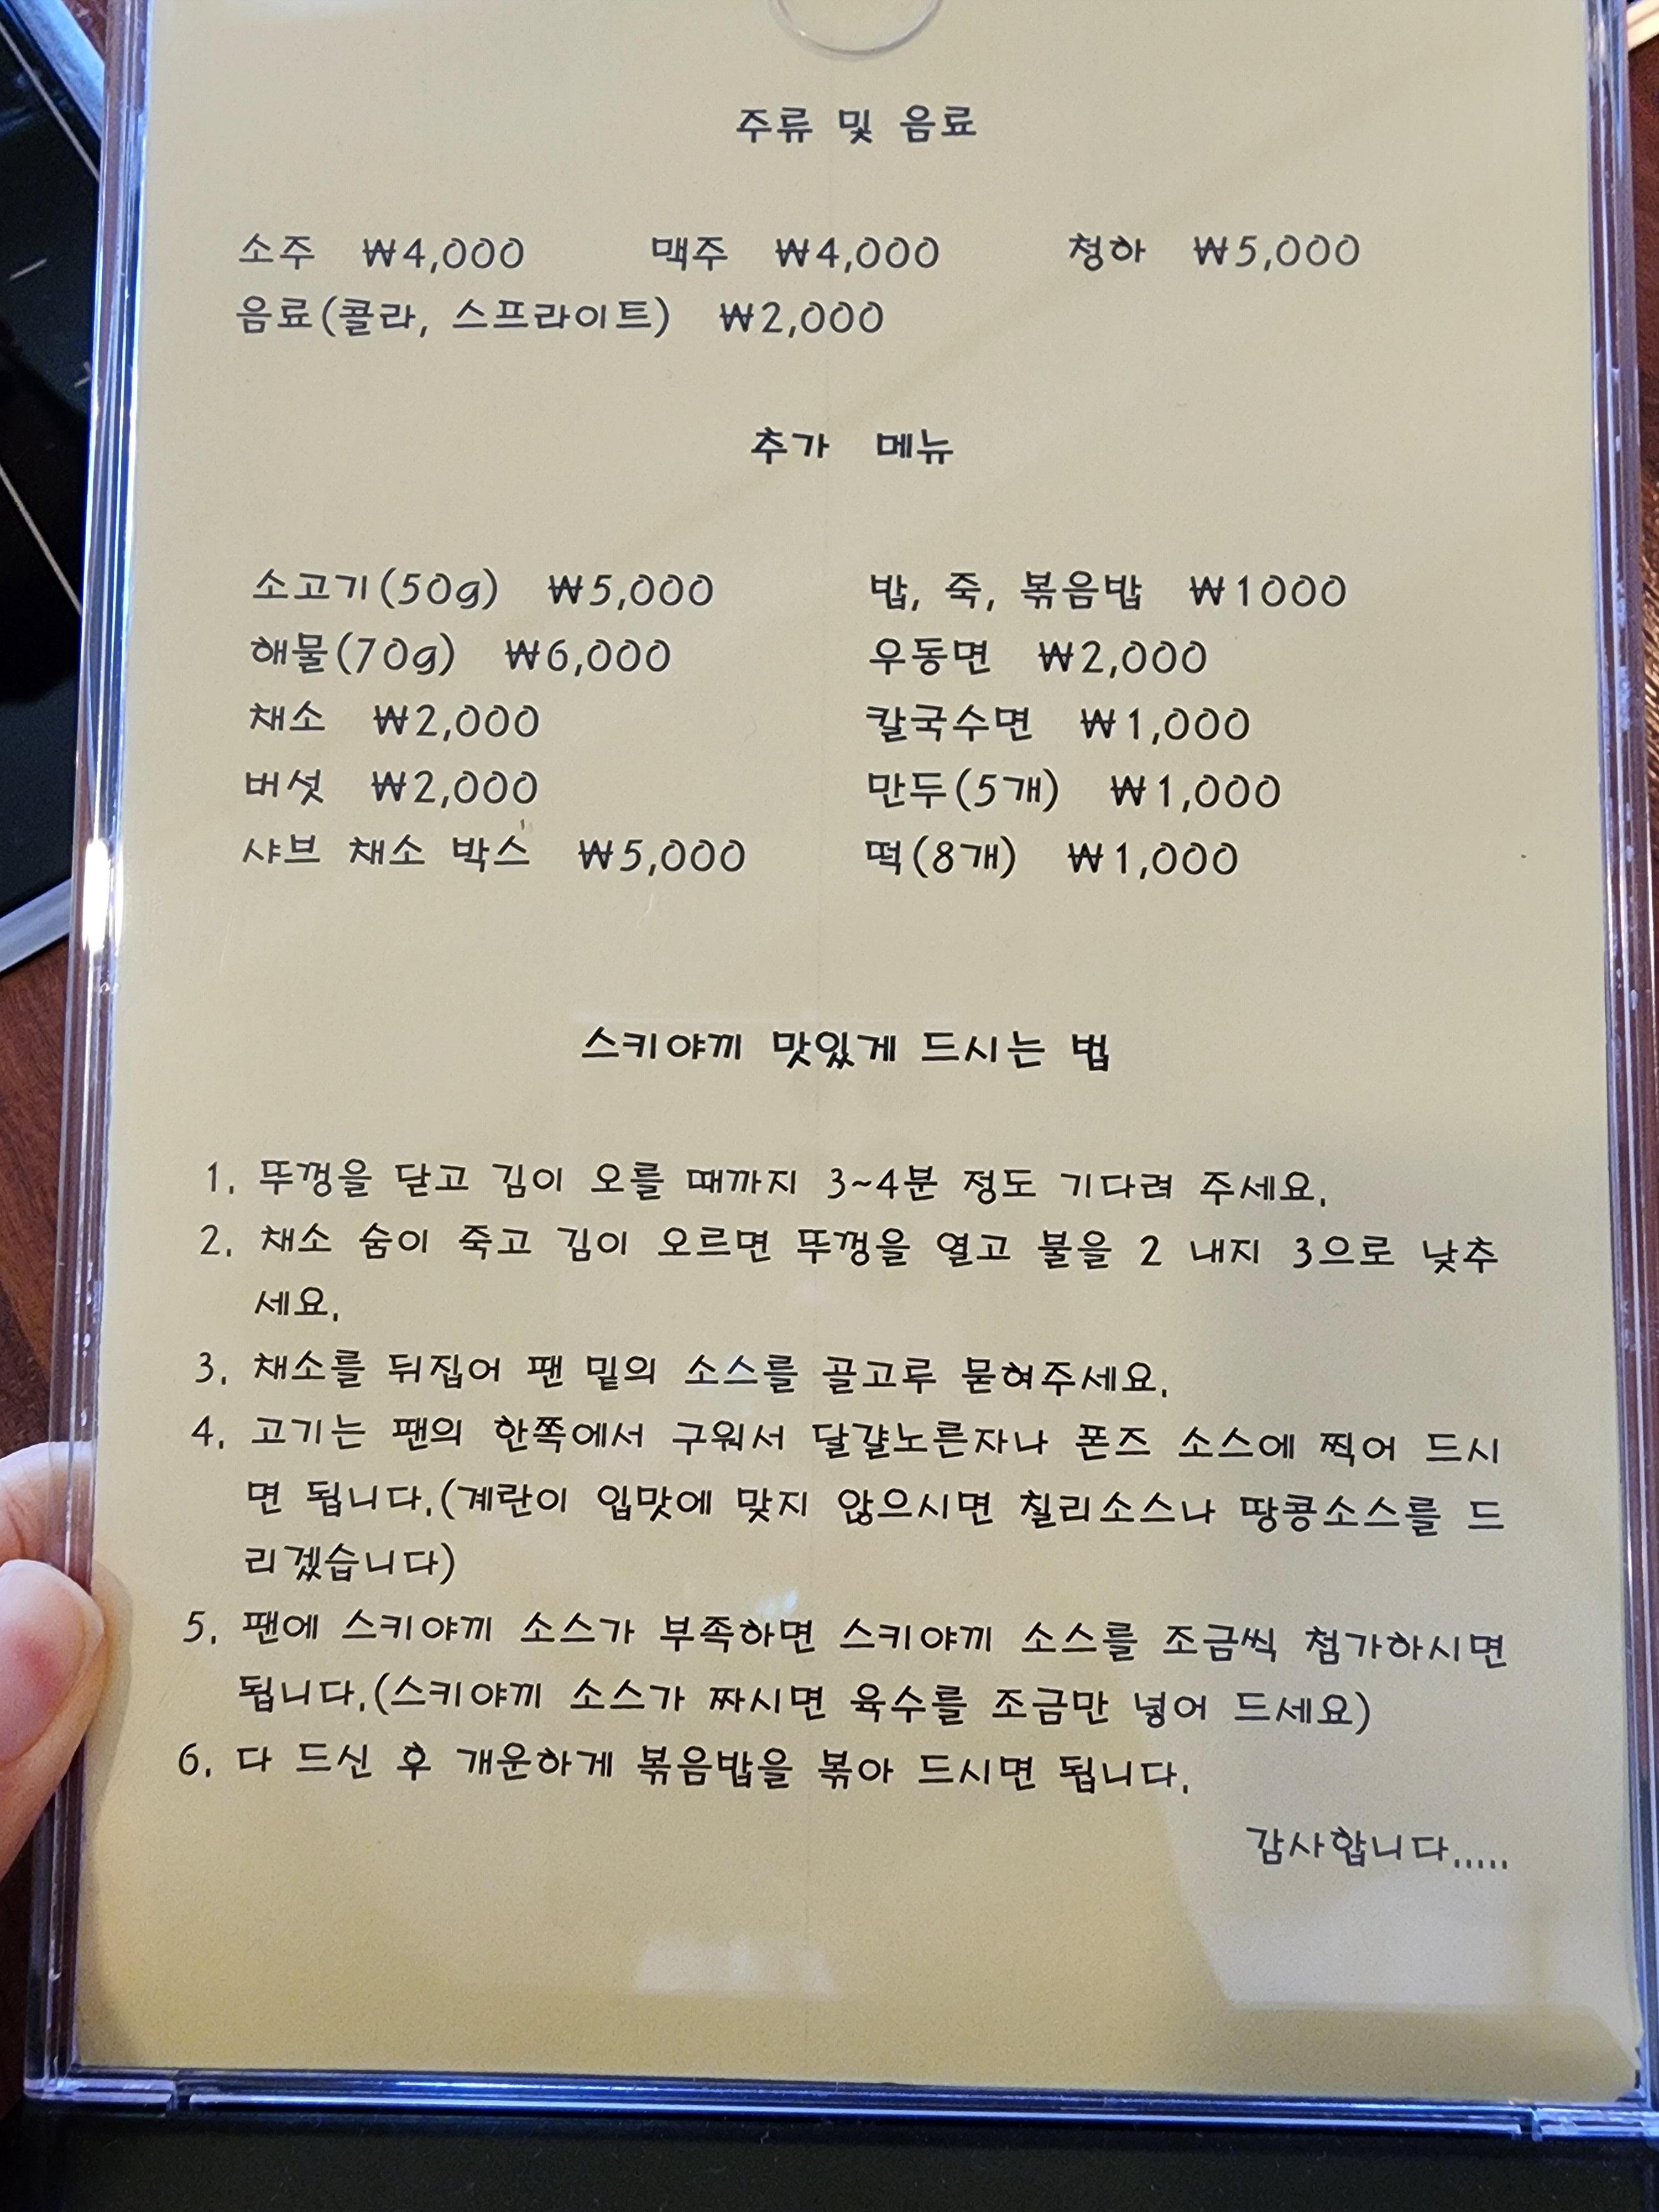 주류 및 음료
소주 ₩4,000 맥주 ₩4,000 청하 ₩5,000
음료(콜라, 스프라이트) ₩2,000
추가 메뉴
소고기(50g) ₩5,000 밥, 죽, 볶음밥 ₩1000
해물(70g) ₩6,000 우동면 ₩2,000
채소 ₩2,000 칼국수면 ₩1,000
버섯 ₩2,000 만두(5개) ₩1,000
샤브 채소 박스 ₩5,000 떡(8개) ₩1,000
스키야끼 맛있게 드시는 법
1. 뚜껑을 닫고 김이 오를 때까지 3~4분 정도 기다려 주세요.
2. 채소 숨이 죽고 김이 오르면 뚜껑을 열고 불을 2 내지 3으로 낮추
세요.
3. 채소를 뒤집어 팬 밑의 소스를 골고루 묻혀주세요.
4. 고기는 팬의 한쪽에서 구워서 달걀노른자나 폰즈 소스에 찍어 드시
면 됩니다.(계란이 입맛에 맞지 않으시면 칠리소스나 땅콩소스를 드
리겠습니다)
5. 팬에 스키야끼 소스가 부족하면 스키야끼 소스를 조금씩 첨가하시면
됩니다.(스키야끼 소스가 짜시면 육수를 조금만 넣어 드세요)
6. 다 드신 후 개운하게 볶음밥을 볶아 드시면 됩니다.
감사합니다.....